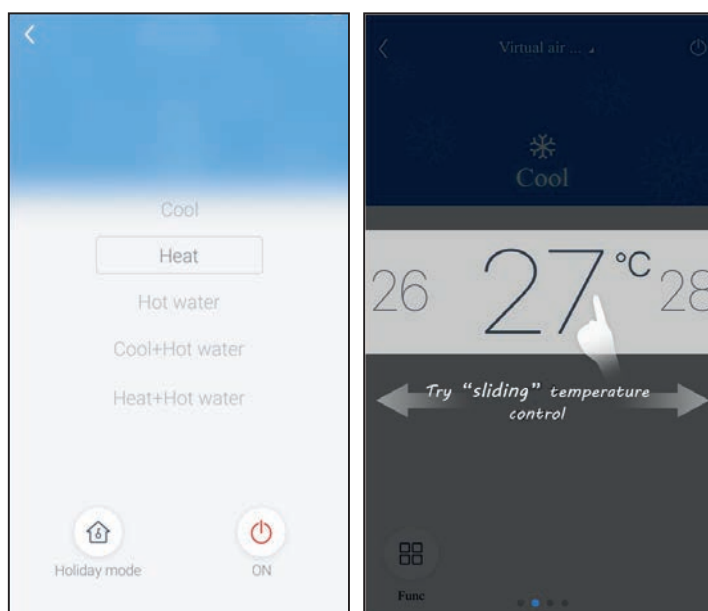 Cool
Heat
Hot water
Cool+Hot water
Heat+Hot water
Holiday mode
ON
Virtual air ...
Cool
26
27°C
28
Try “sliding” temperature
control
Func